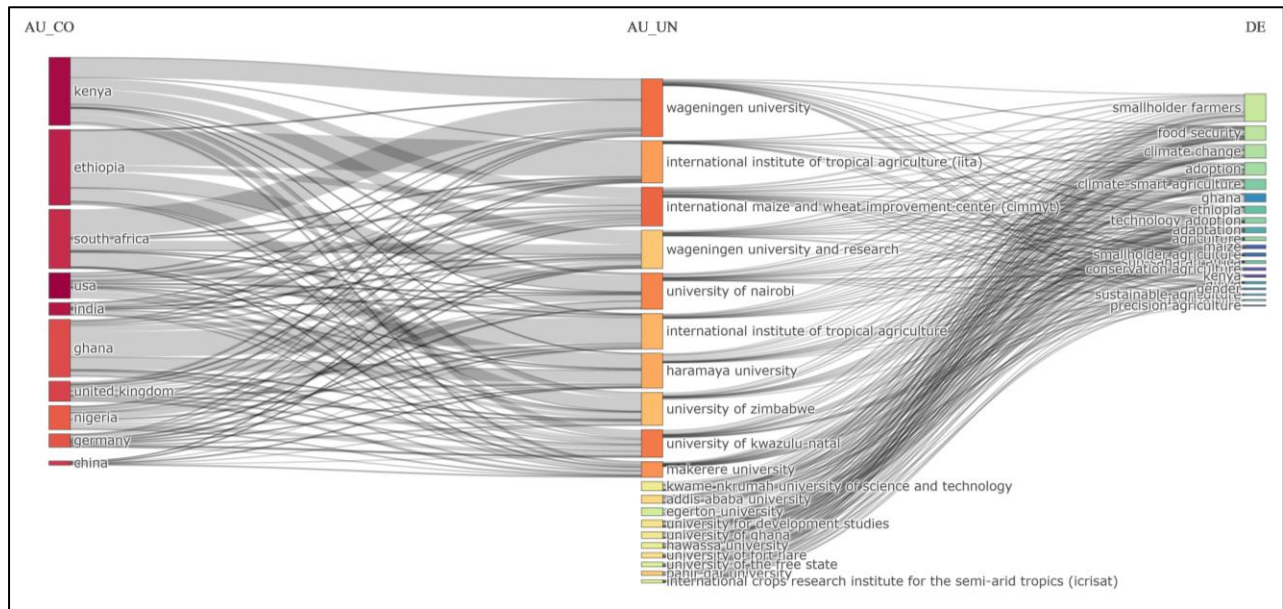 AU_CO
AU_UN
DE
kenya
ethiopia
south africa
usa
india
ghana
united kingdom
nigeria
germany
china
wageningen university
international institute of tropical agriculture (iita)
international maize and wheat improvement center (cimmyt)
wageningen university and research
university of nairobi
international institute of tropical agriculture
haramaya university
university of zimbabwe
university of kwazulu-natal
makerere university
kwame nkrumah university of science and technology
addis ababa university
egerton university
university for development studies
university of ghana
hawassa university
university of fort hare
university of the free state
bahir dar university
international crops research institute for the semi-arid tropics (icrisat)
smallholder farmers
food security
climate change
adoption
climate-smart agriculture
ghana
ethiopia
technology adoption
adaptation
agriculture
maize
smallholder agriculture
conservation agriculture
kenya
gender
sustainable agriculture
precision agriculture